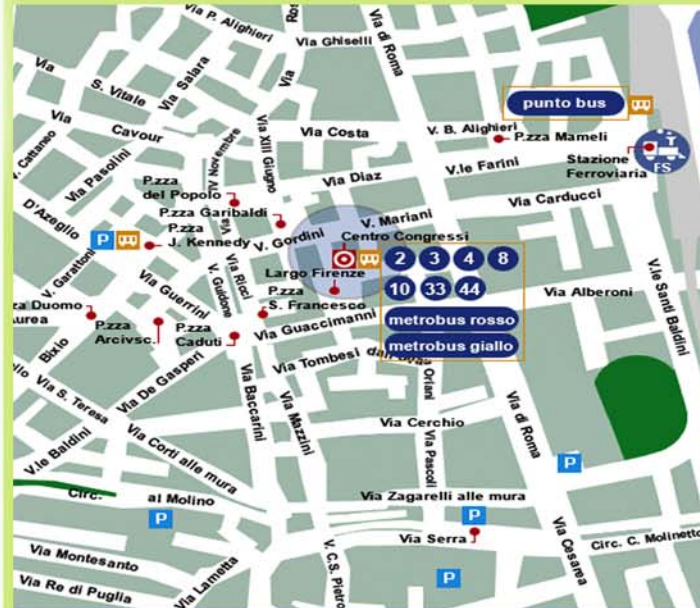 Via P. Alighieri
Ros
Via di Roma
Via Ghiselli
Via
S. Vitale
Via Salara
Via
punto bus
Via
Cavour
IV Novembre
Via XIII Giugno
Via Costa
V. B. Alighieri
P.zza Mameli
V. Cattaneo
Via Pasolini
Stazione
Ferroviaria
FS
P.zza
del Popolo
Via Diaz
V.le Farini
D'Azeglio
P.zza Garibaldi
V. Mariani
Via Carducci
P
P.zza
J. Kennedy
Via
V. Gordini
Centro Congressi
V. Garattoni
2 3 4 8
Via Guerrini
V. Guidone
Via Ricci
Largo Firenze
10 33 44
Via Alberoni
V.le Santi Baldini
za Duomo
Aurea
P.zza
S. Francesco
P.zza
Arcivsc.
P.zza
Caduti
Via Guaccimanni
metrobus rosso
metrobus giallo
Bixio
Via Tombesi dall'
Oriani
Via De Gasperi
Via S. Teresa
Via Baccarini
Via Mazzini
Via Cerchio
Via di Roma
V.le Baldini
Via Corti alle mura
Via Pascoli
P
Circ.
al Molino
Via Zagarelli alle mura
P
P
Via Serra
Via Cesarea
Circ. C. Molinetto
Via Montesanto
V. C.S. Pietro
Via Lametta
P
Via Re di Puglia